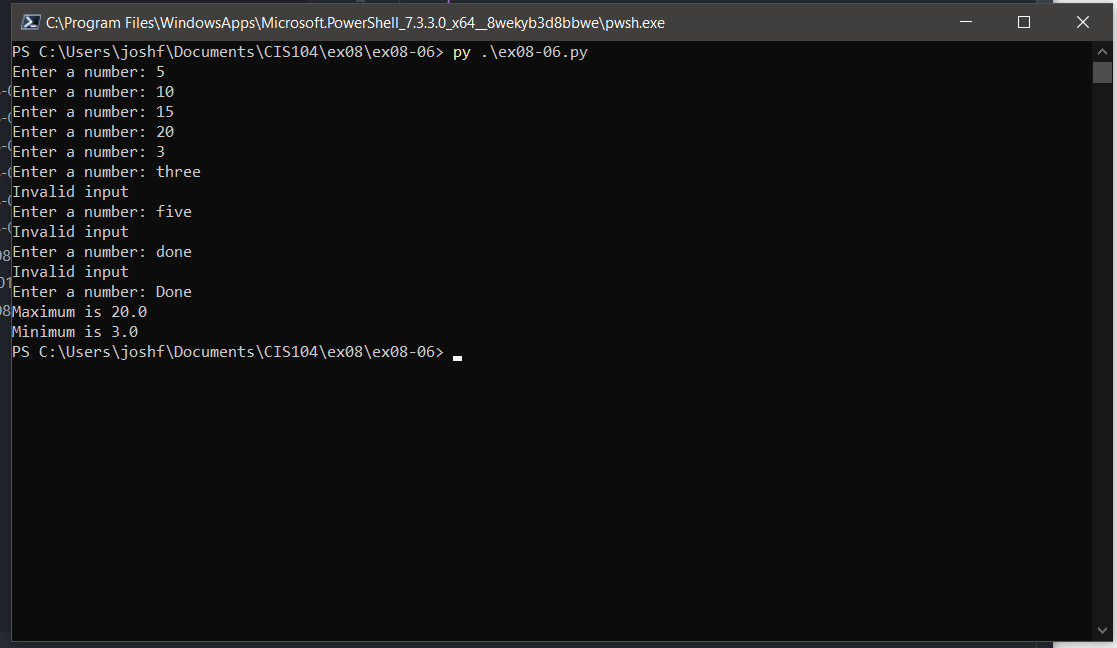 C:\Program Files\WindowsApps\Microsoft.PowerShell_7.3.3.0_x64__8wekyb3d8bbwe\pwsh.exe
PS C:\Users\joshf\Documents\CIS104\ex08\ex08-06> py .\ex08-06.py
Enter a number: 5
Enter a number: 10
Enter a number: 15
Enter a number: 20
Enter a number: 3
Enter a number: three
Invalid input
Enter a number: five
Invalid input
Enter a number: done
Invalid input
Enter a number: Done
Maximum is 20.0
Minimum is 3.0
PS C:\Users\joshf\Documents\CIS104\ex08\ex08-06>